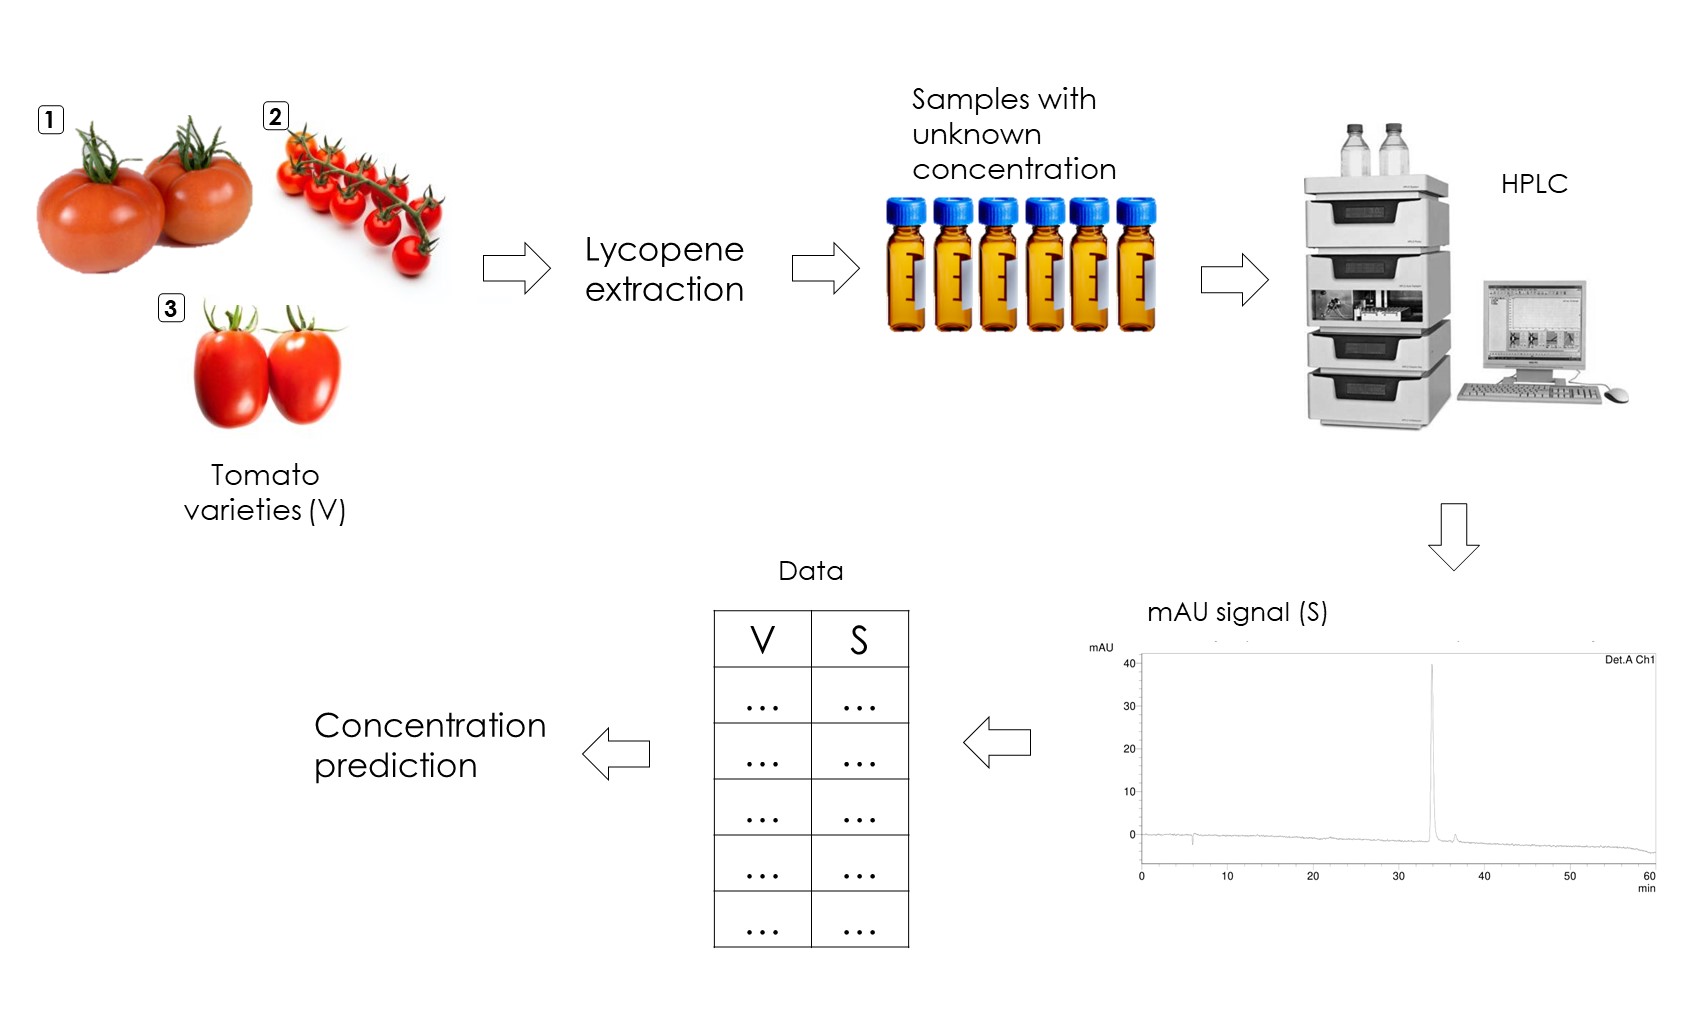 1
2
3
Tomato
varieties (V)
Lycopene
extraction
Samples with
unknown
concentration
HPLC
mAU signal (S)
mAU
Det.A Ch1
40
30
20
10
0
0 10 20 30 40 50 60
min
Data
V S
... ...
... ...
... ...
... ...
... ...
Concentration
prediction